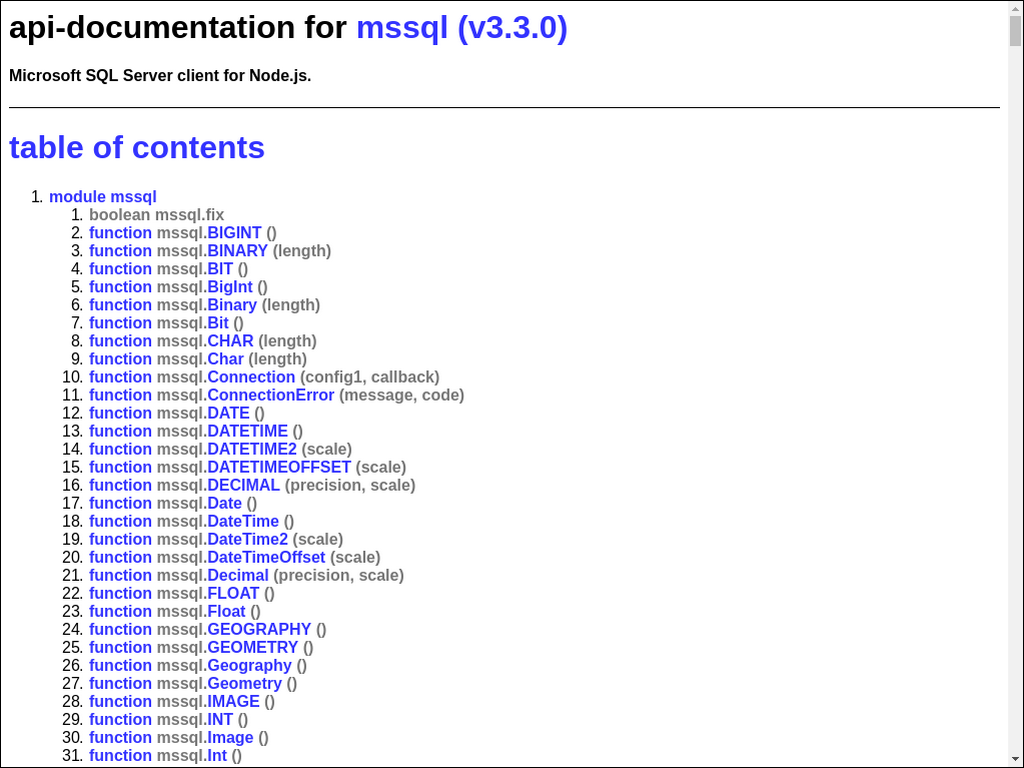 api-documentation for mssql (v3.3.0)
Microsoft SQL Server client for Node.js.
table of contents
1. module mssql
1. boolean mssql.fix
2. function mssql.BIGINT ()
3. function mssql.BINARY (length)
4. function mssql.BIT ()
5. function mssql.BigInt ()
6. function mssql.Binary (length)
7. function mssql.Bit ()
8. function mssql.CHAR (length)
9. function mssql.Char (length)
10. function mssql.Connection (config1, callback)
11. function mssql.ConnectionError (message, code)
12. function mssql.DATE ()
13. function mssql.DATETIME ()
14. function mssql.DATETIME2 (scale)
15. function mssql.DATETIMEOFFSET (scale)
16. function mssql.DECIMAL (precision, scale)
17. function mssql.Date ()
18. function mssql.DateTime ()
19. function mssql.DateTime2 (scale)
20. function mssql.DateTimeOffset (scale)
21. function mssql.Decimal (precision, scale)
22. function mssql.FLOAT ()
23. function mssql.Float ()
24. function mssql.GEOGRAPHY ()
25. function mssql.GEOMETRY ()
26. function mssql.Geography ()
27. function mssql.Geometry ()
28. function mssql.IMAGE ()
29. function mssql.INT ()
30. function mssql.Image ()
31. function mssql.Int ()